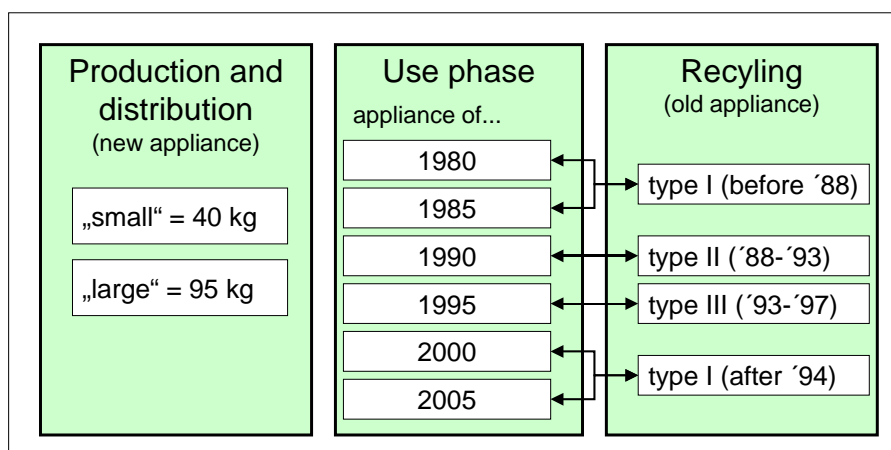 Production and
distribution
(new appliance)
„small“ = 40 kg
„large“ = 95 kg
Use phase
appliance of...
1980
1985
1990
1995
2000
2005
Recyling
(old appliance)
type I (before ´88)
type II (´88-´93)
type III (´93-´97)
type I (after ´94)